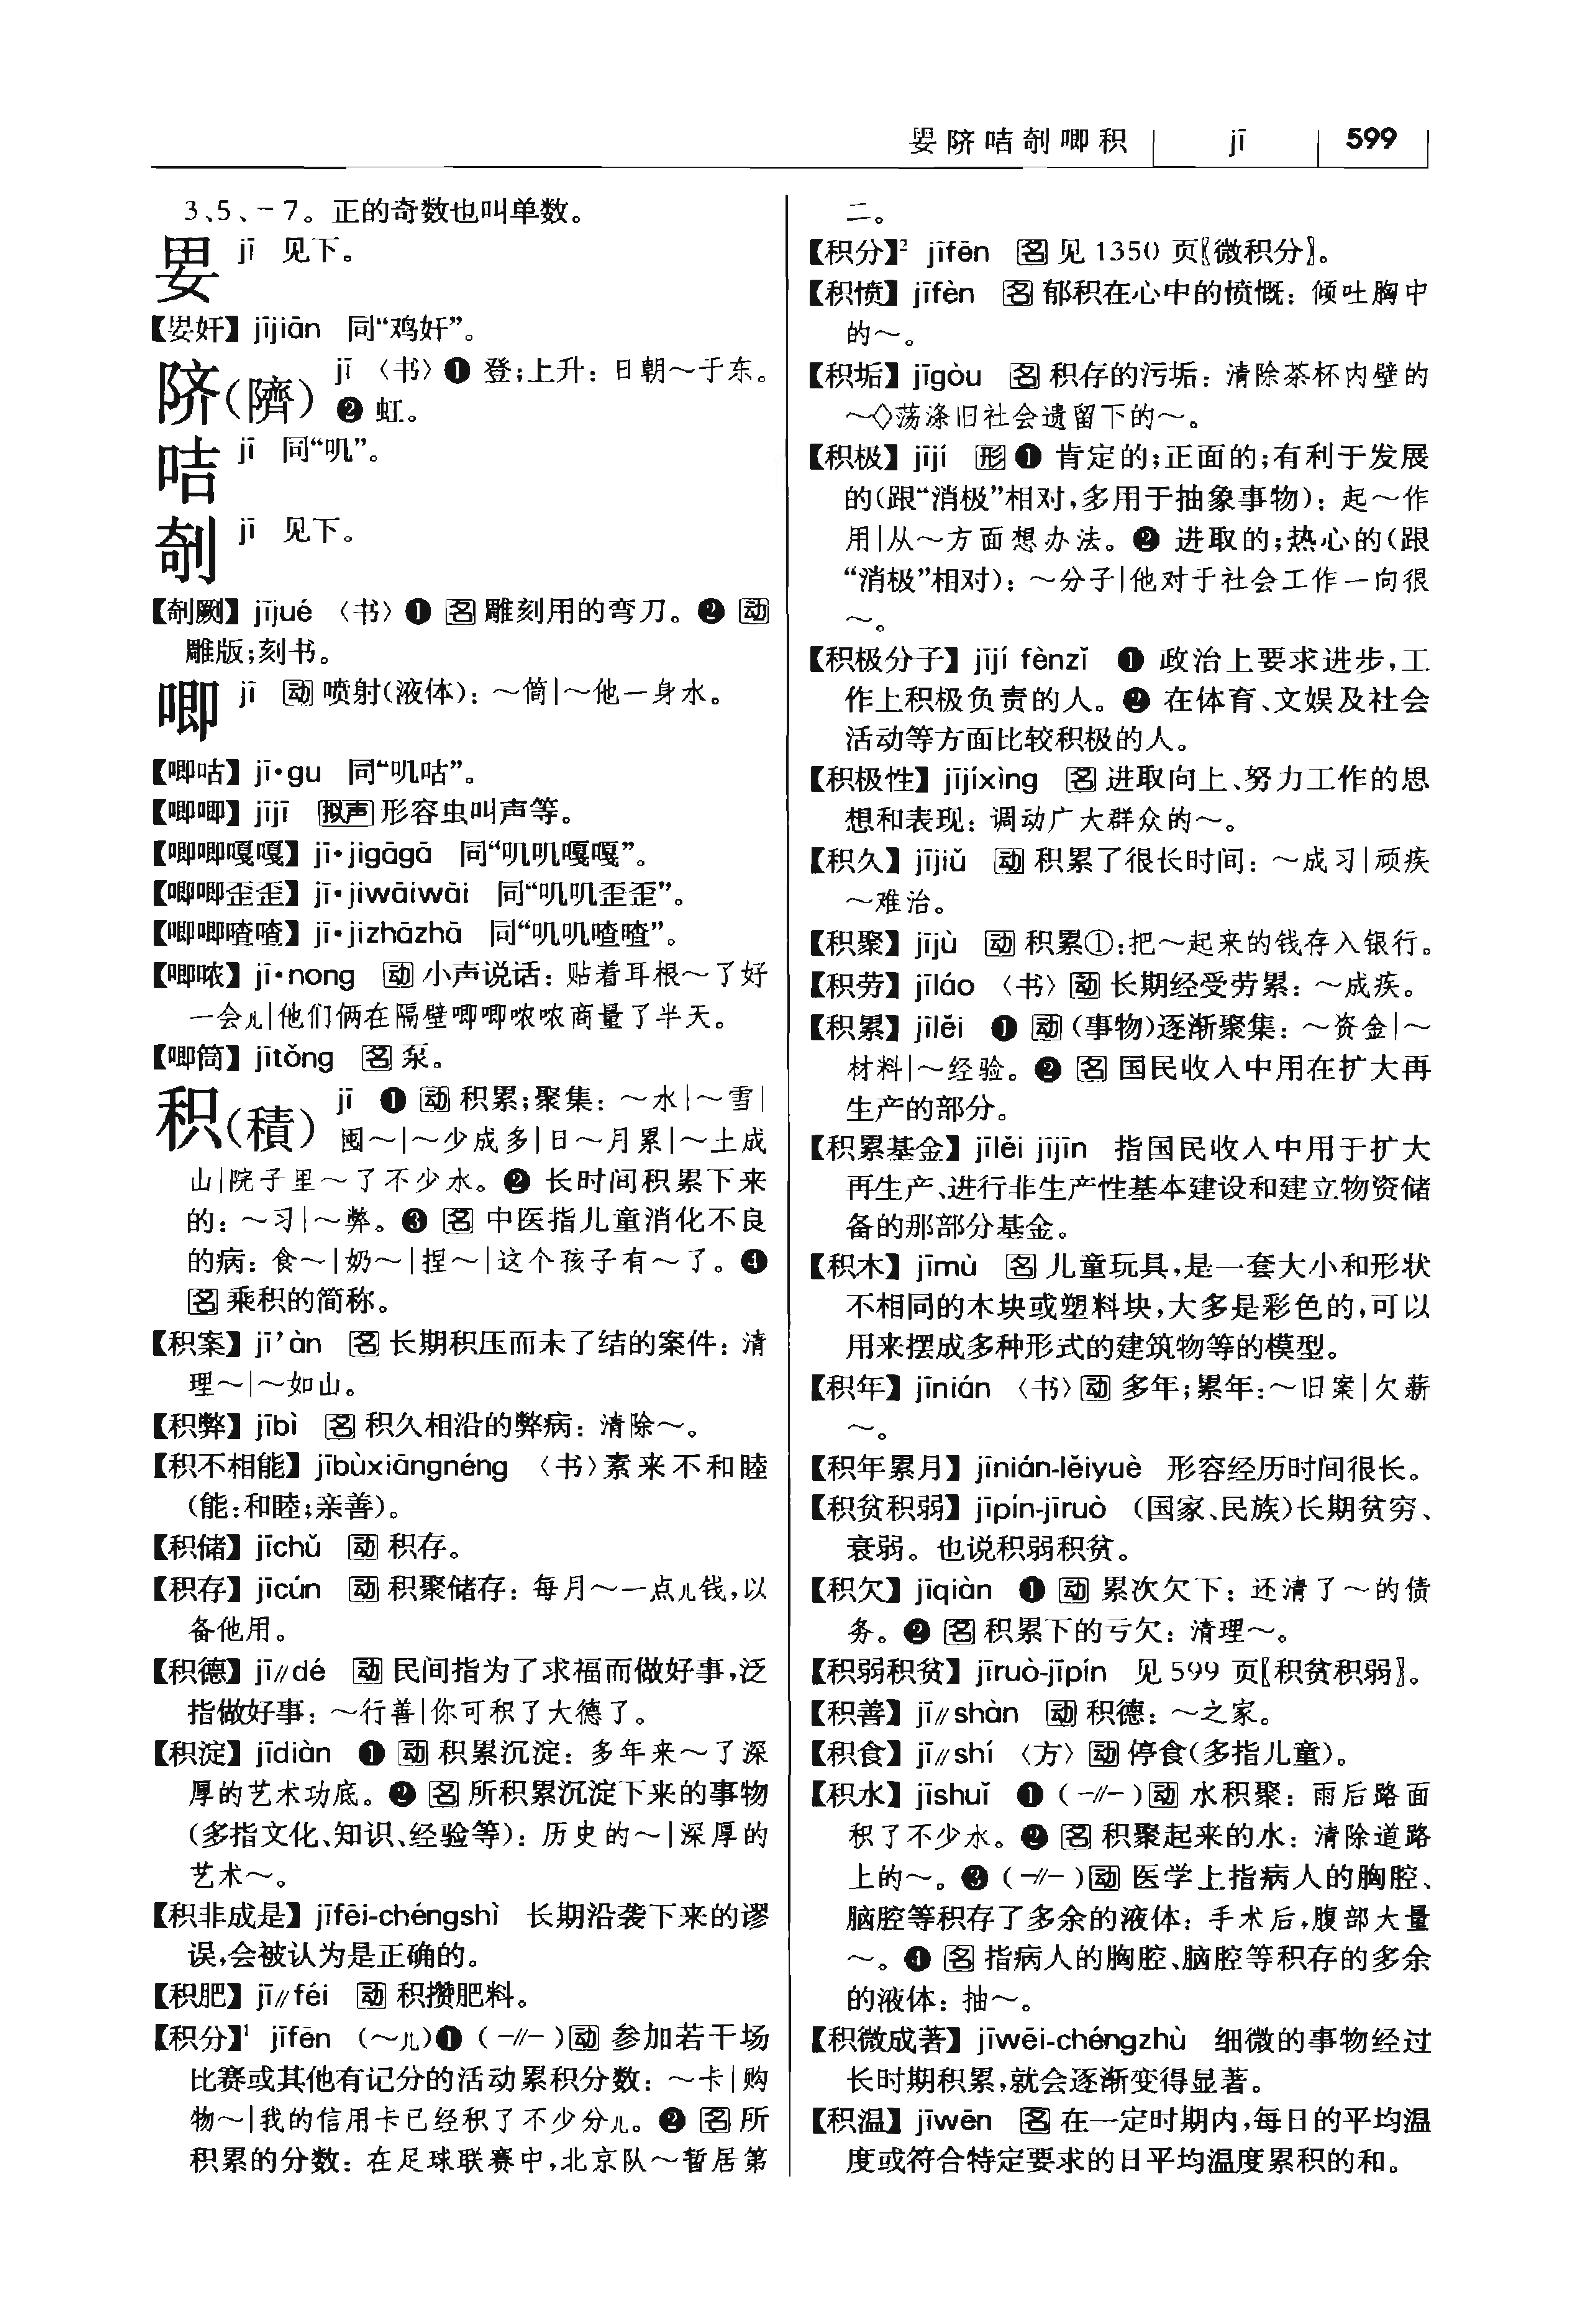 㚻 𬯀 咭 剞 唧 积 jī 599
3、5、－7。正的奇数也叫单数。
㚻 jī 见下。
【㚻奸】jījiān 同“鸡奸”。
𬯀(隮) jī 〈书〉❶ 登;上升：日朝～于东。
❷ 虹。
咭 jī 同“叽”。
剞 jī 见下。
【剞劂】jījué 〈书〉❶ 名 雕刻用的弯刀。❷ 动
雕版;刻书。
唧 jī 动 喷射(液体)：～筒|～他一身水。
【唧咕】jī·gu 同“叽咕”。
【唧唧】jījī 拟声 形容虫叫声等。
【唧唧嘎嘎】jī·jigāgā 同“叽叽嘎嘎”。
【唧唧歪歪】jī·jiwāiwāi 同“叽叽歪歪”。
【唧唧喳喳】jī·jizhāzhā 同“叽叽喳喳”。
【唧哝】jī·nong 动 小声说话：贴着耳根～了好
一会儿|他们俩在隔壁唧唧哝哝商量了半天。
【唧筒】jītǒng 名 泵。
积(積) jī ❶ 动 积累;聚集：～水|～雪|
囤～|～少成多|日～月累|～土成
山|院子里～了不少水。❷ 长时间积累下来
的：～习|～弊。❸ 名 中医指儿童消化不良
的病：食～|奶～|捏～|这个孩子有～了。❹
名 乘积的简称。
【积案】jī’àn 名 长期积压而未了结的案件：清
理～|～如山。
【积弊】jībì 名 积久相沿的弊病：清除～。
【积不相能】jībùxiāngnéng 〈书〉素来不和睦
(能:和睦;亲善)。
【积储】jīchǔ 动 积存。
【积存】jīcún 动 积聚储存：每月～一点儿钱,以
备他用。
【积德】jī//dé 动 民间指为了求福而做好事,泛
指做好事：～行善|你可积了大德了。
【积淀】jīdiàn ❶ 动 积累沉淀：多年来～了深
厚的艺术功底。❷ 名 所积累沉淀下来的事物
(多指文化、知识、经验等)：历史的～|深厚的
艺术～。
【积非成是】jīfēi-chéngshì 长期沿袭下来的谬
误,会被认为是正确的。
【积肥】jī//féi 动 积攒肥料。
【积分】¹ jīfēn (～儿)❶ (-//-)动 参加若干场
比赛或其他有记分的活动累积分数：～卡|购
物～|我的信用卡已经积了不少分儿。❷ 名 所
积累的分数：在足球联赛中,北京队～暂居第
二。
【积分】² jīfēn 名 见 1350 页〖微积分〗。
【积愤】jīfèn 名 郁积在心中的愤慨：倾吐胸中
的～。
【积垢】jīgòu 名 积存的污垢：清除茶杯内壁的
～◇荡涤旧社会遗留下的～。
【积极】jījí 形 ❶ 肯定的;正面的;有利于发展
的(跟“消极”相对,多用于抽象事物)：起～作
用|从～方面想办法。❷ 进取的;热心的(跟
“消极”相对)：～分子|他对于社会工作一向很
～。
【积极分子】jījí fènzǐ ❶ 政治上要求进步,工
作上积极负责的人。❷ 在体育、文娱及社会
活动等方面比较积极的人。
【积极性】jījíxìng 名 进取向上、努力工作的思
想和表现：调动广大群众的～。
【积久】jījiǔ 动 积累了很长时间：～成习|顽疾
～难治。
【积聚】jījù 动 积累①:把～起来的钱存入银行。
【积劳】jīláo 〈书〉动 长期经受劳累：～成疾。
【积累】jīlěi ❶ 动 (事物)逐渐聚集：～资金|～
材料|～经验。❷ 名 国民收入中用在扩大再
生产的部分。
【积累基金】jīlěi jījīn 指国民收入中用于扩大
再生产、进行非生产性基本建设和建立物资储
备的那部分基金。
【积木】jīmù 名 儿童玩具,是一套大小和形状
不相同的木块或塑料块,大多是彩色的,可以
用来摆成多种形式的建筑物等的模型。
【积年】jīnián 〈书〉动 多年;累年:～旧案|欠薪
～。
【积年累月】jīnián-lěiyuè 形容经历时间很长。
【积贫积弱】jīpín-jīruò (国家、民族)长期贫穷、
衰弱。也说积弱积贫。
【积欠】jīqiàn ❶ 动 累次欠下：还清了～的债
务。❷ 名 积累下的亏欠：清理～。
【积弱积贫】jīruò-jīpín 见 599 页〖积贫积弱〗。
【积善】jī//shàn 动 积德：～之家。
【积食】jī//shí 〈方〉动 停食(多指儿童)。
【积水】jīshuǐ ❶ (-//-)动 水积聚：雨后路面
积了不少水。❷ 名 积聚起来的水：清除道路
上的～。❸ (-//-)动 医学上指病人的胸腔、
脑腔等积存了多余的液体：手术后,腹部大量
～。❹ 名 指病人的胸腔、脑腔等积存的多余
的液体：抽～。
【积微成著】jīwēi-chéngzhù 细微的事物经过
长时期积累,就会逐渐变得显著。
【积温】jīwēn 名 在一定时期内,每日的平均温
度或符合特定要求的日平均温度累积的和。